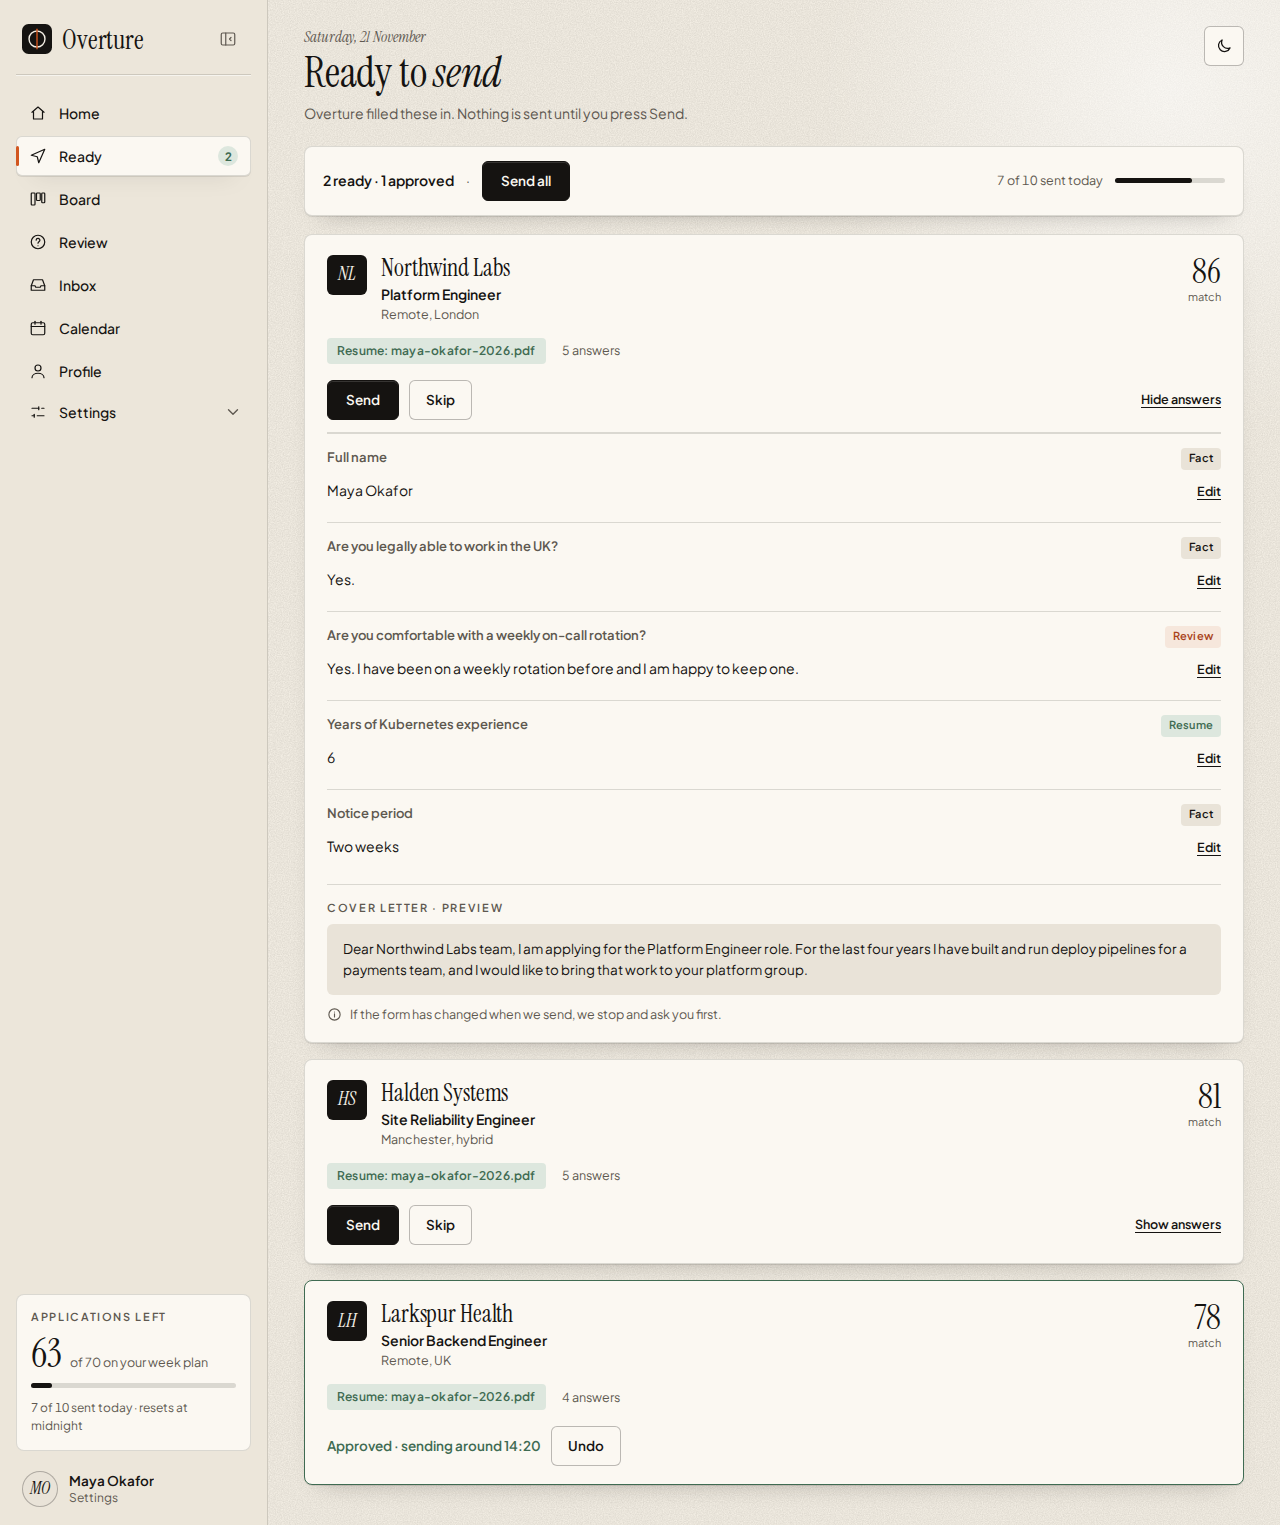 Overture
Home
Ready 2
Board
Review
Inbox
Calendar
Profile
Settings
APPLICATIONS LEFT
63 of 70 on your week plan
7 of 10 sent today · resets at
midnight
MO
Maya Okafor
Settings
Saturday, 21 November
Ready to send
Overture filled these in. Nothing is sent until you press Send.
2 ready · 1 approved · Send all
7 of 10 sent today
NL
Northwind Labs
Platform Engineer
Remote, London
86
match
Resume: maya-okafor-2026.pdf 5 answers
Send Skip Hide answers
Full name Fact
Maya Okafor Edit
Are you legally able to work in the UK? Fact
Yes. Edit
Are you comfortable with a weekly on-call rotation? Review
Yes. I have been on a weekly rotation before and I am happy to keep one. Edit
Years of Kubernetes experience Resume
6 Edit
Notice period Fact
Two weeks Edit
COVER LETTER · PREVIEW
Dear Northwind Labs team, I am applying for the Platform Engineer role. For the last four years I have built and run deploy pipelines for a
payments team, and I would like to bring that work to your platform group.
If the form has changed when we send, we stop and ask you first.
HS
Halden Systems
Site Reliability Engineer
Manchester, hybrid
81
match
Resume: maya-okafor-2026.pdf 5 answers
Send Skip Show answers
LH
Larkspur Health
Senior Backend Engineer
Remote, UK
78
match
Resume: maya-okafor-2026.pdf 4 answers
Approved · sending around 14:20 Undo